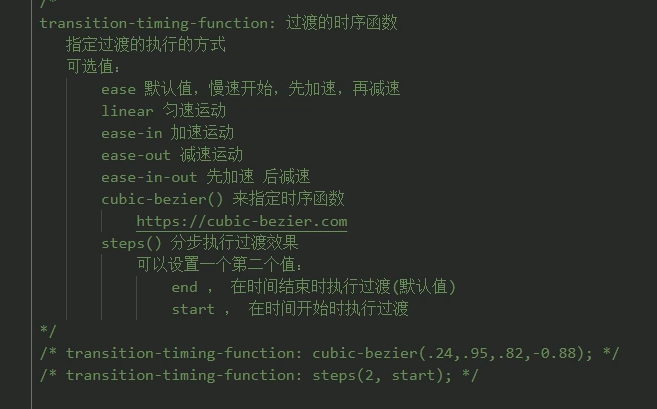 /*
transition-timing-function: 过渡的时序函数
指定过渡的执行的方式
可选值：
ease 默认值，慢速开始，先加速，再减速
linear 匀速运动
ease-in 加速运动
ease-out 减速运动
ease-in-out 先加速 后减速
cubic-bezier() 来指定时序函数
https://cubic-bezier.com
steps() 分步执行过渡效果
可以设置一个第二个值：
end ， 在时间结束时执行过渡(默认值)
start ， 在时间开始时执行过渡
*/
/* transition-timing-function: cubic-bezier(.24,.95,.82,-0.88); */
/* transition-timing-function: steps(2, start); */